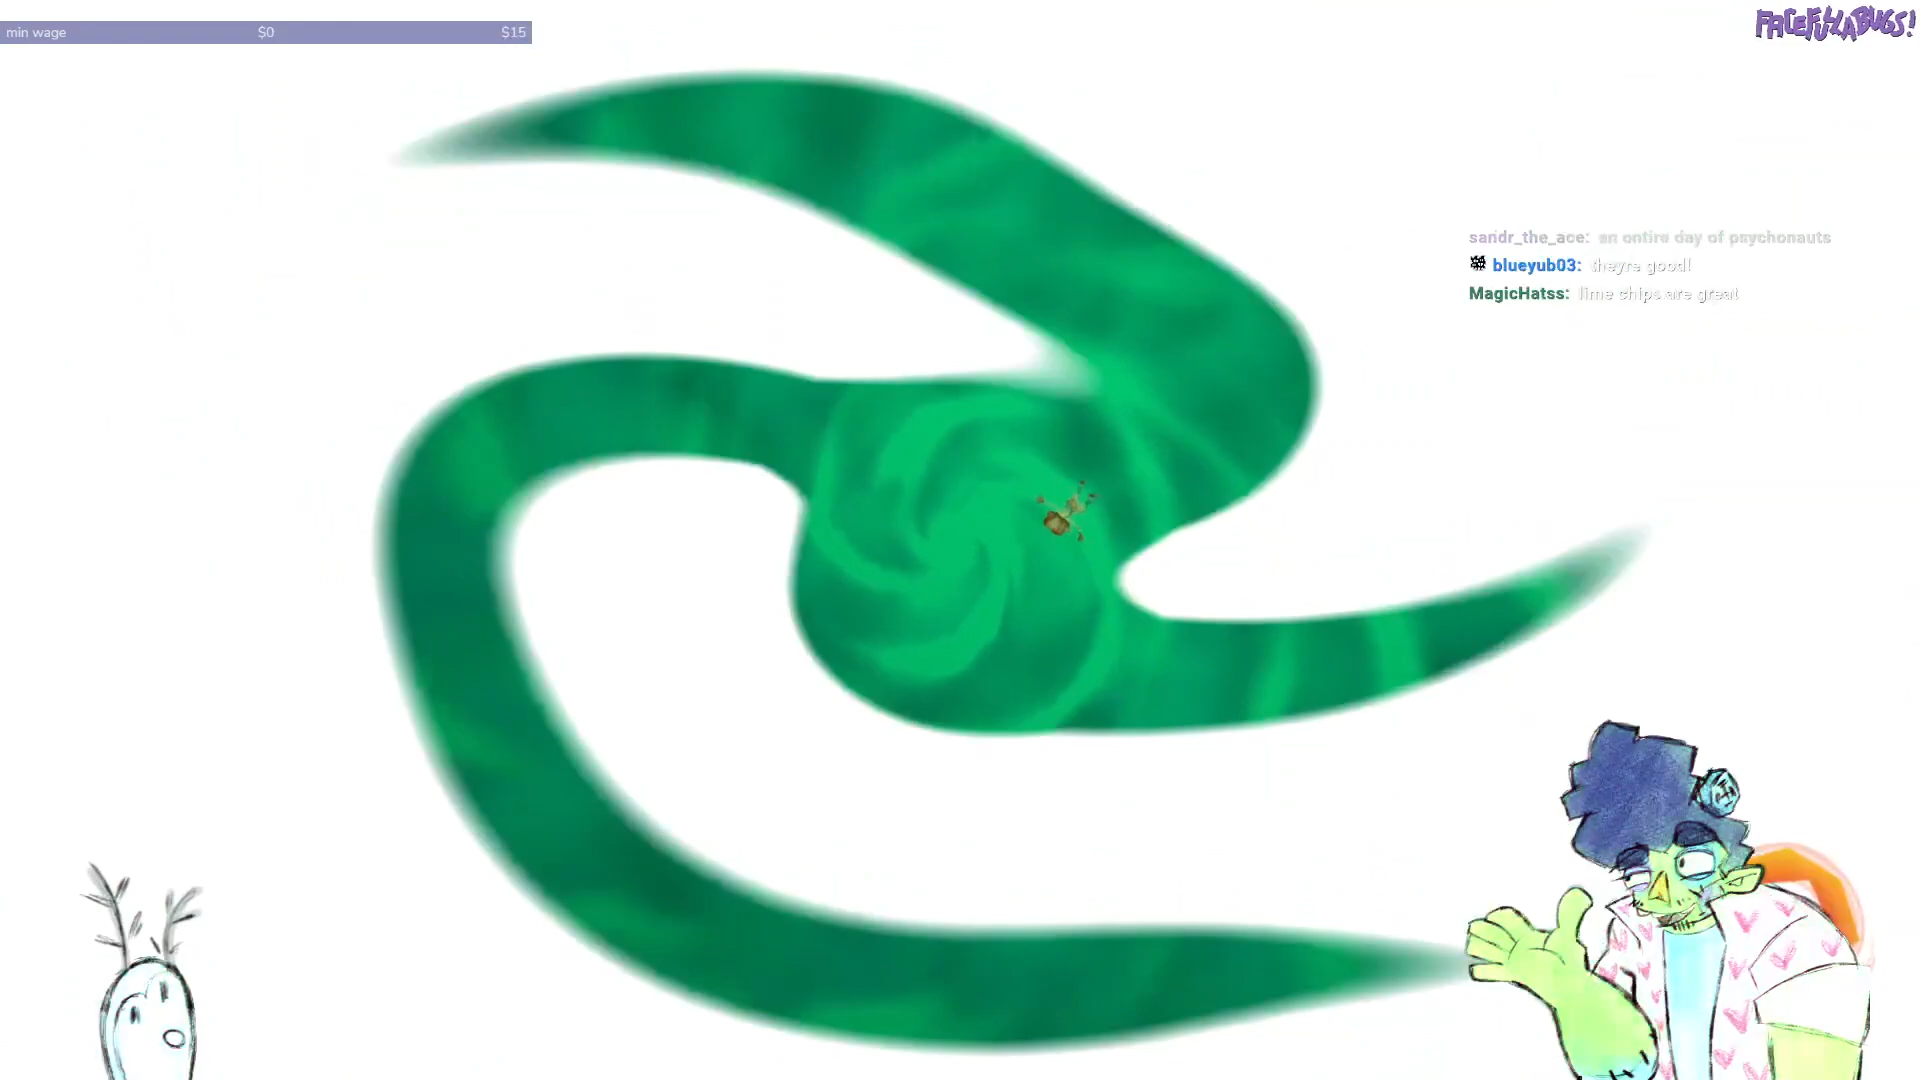 min wage $0 $15
FACEFULLABUGS!
sandr_the_ace: an entire day of psychonauts
blueyub03: theyre good!
MagicHatss: lime chips are great